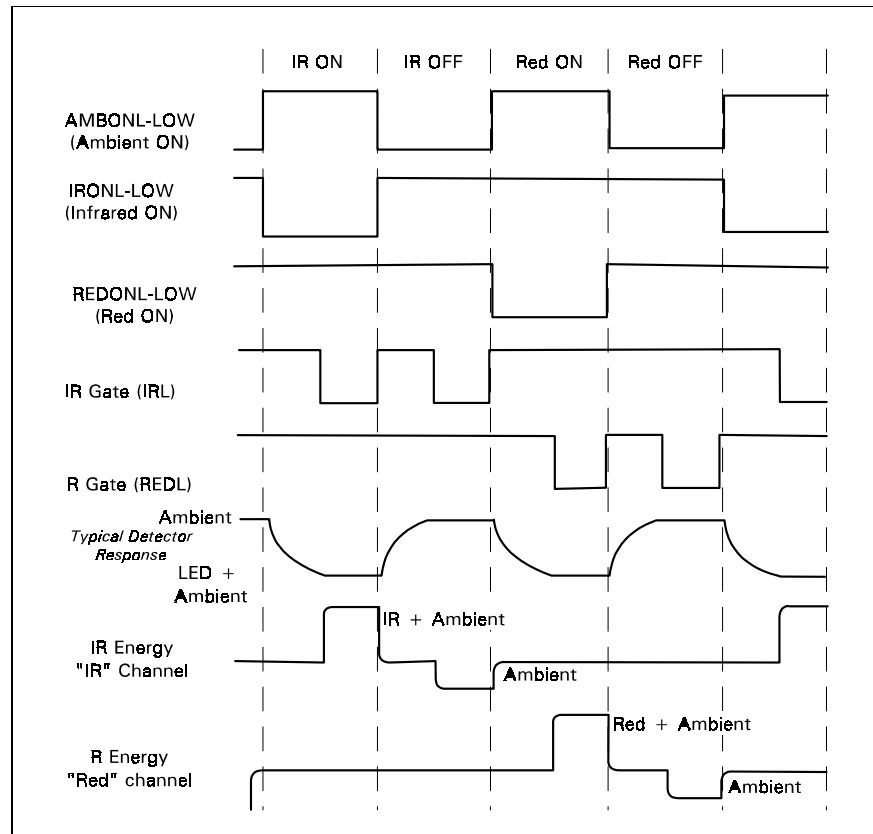 IR ON IR OFF Red ON Red OFF
AMBONL-LOW
(Ambient ON)
IRONL-LOW
(Infrared ON)
REDONL-LOW
(Red ON)
IR Gate (IRL)
R Gate (REDL)
Ambient
Typical Detector
Response
LED +
Ambient
IR + Ambient
IR Energy
"IR" Channel
Ambient
Red + Ambient
R Energy
"Red" channel
Ambient